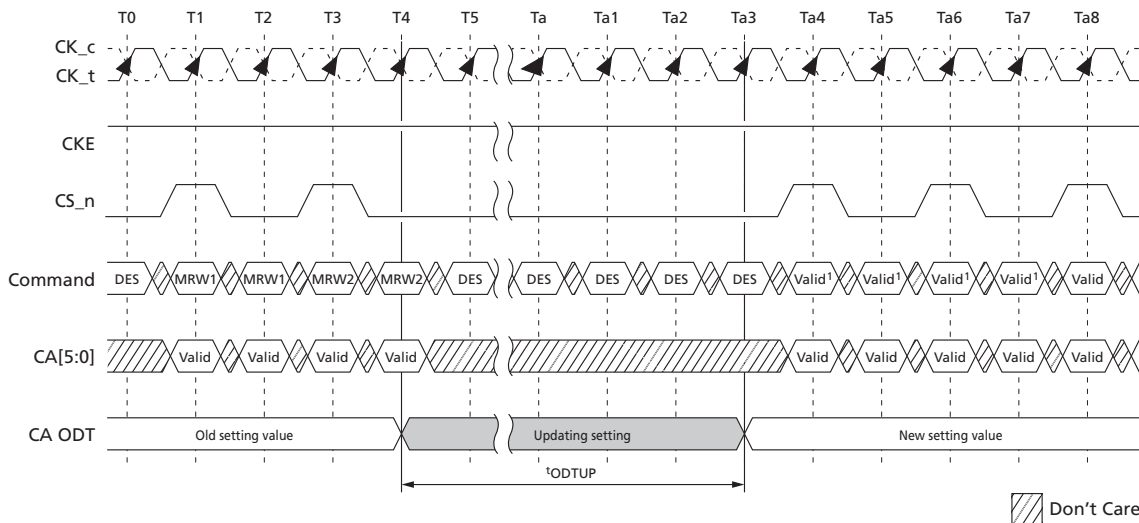 T0 T1 T2 T3 T4 T5 Ta Ta1 Ta2 Ta3 Ta4 Ta5 Ta6 Ta7 Ta8
CK_c
CK_t
CKE
CS_n
Command DES MRW1 MRW1 MRW2 MRW2 DES DES DES DES DES Valid¹ Valid¹ Valid¹ Valid¹ Valid
CA[5:0] Valid Valid Valid Valid Valid Valid Valid Valid Valid
CA ODT Old setting value Updating setting New setting value
ᵗODTUP
Don't Care